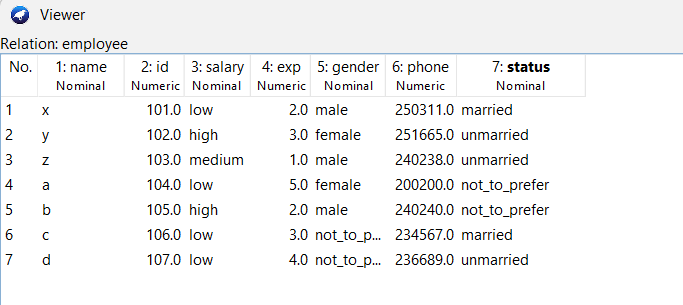 Viewer
Relation: employee
No. 1: name 2: id 3: salary 4: exp 5: gender 6: phone 7: status
Nominal Numeric Nominal Numeric Nominal Numeric Nominal
1 x 101.0 low 2.0 male 250311.0 married
2 y 102.0 high 3.0 female 251665.0 unmarried
3 z 103.0 medium 1.0 male 240238.0 unmarried
4 a 104.0 low 5.0 female 200200.0 not_to_prefer
5 b 105.0 high 2.0 male 240240.0 not_to_prefer
6 c 106.0 low 3.0 not_to_p... 234567.0 married
7 d 107.0 low 4.0 not_to_p... 236689.0 unmarried